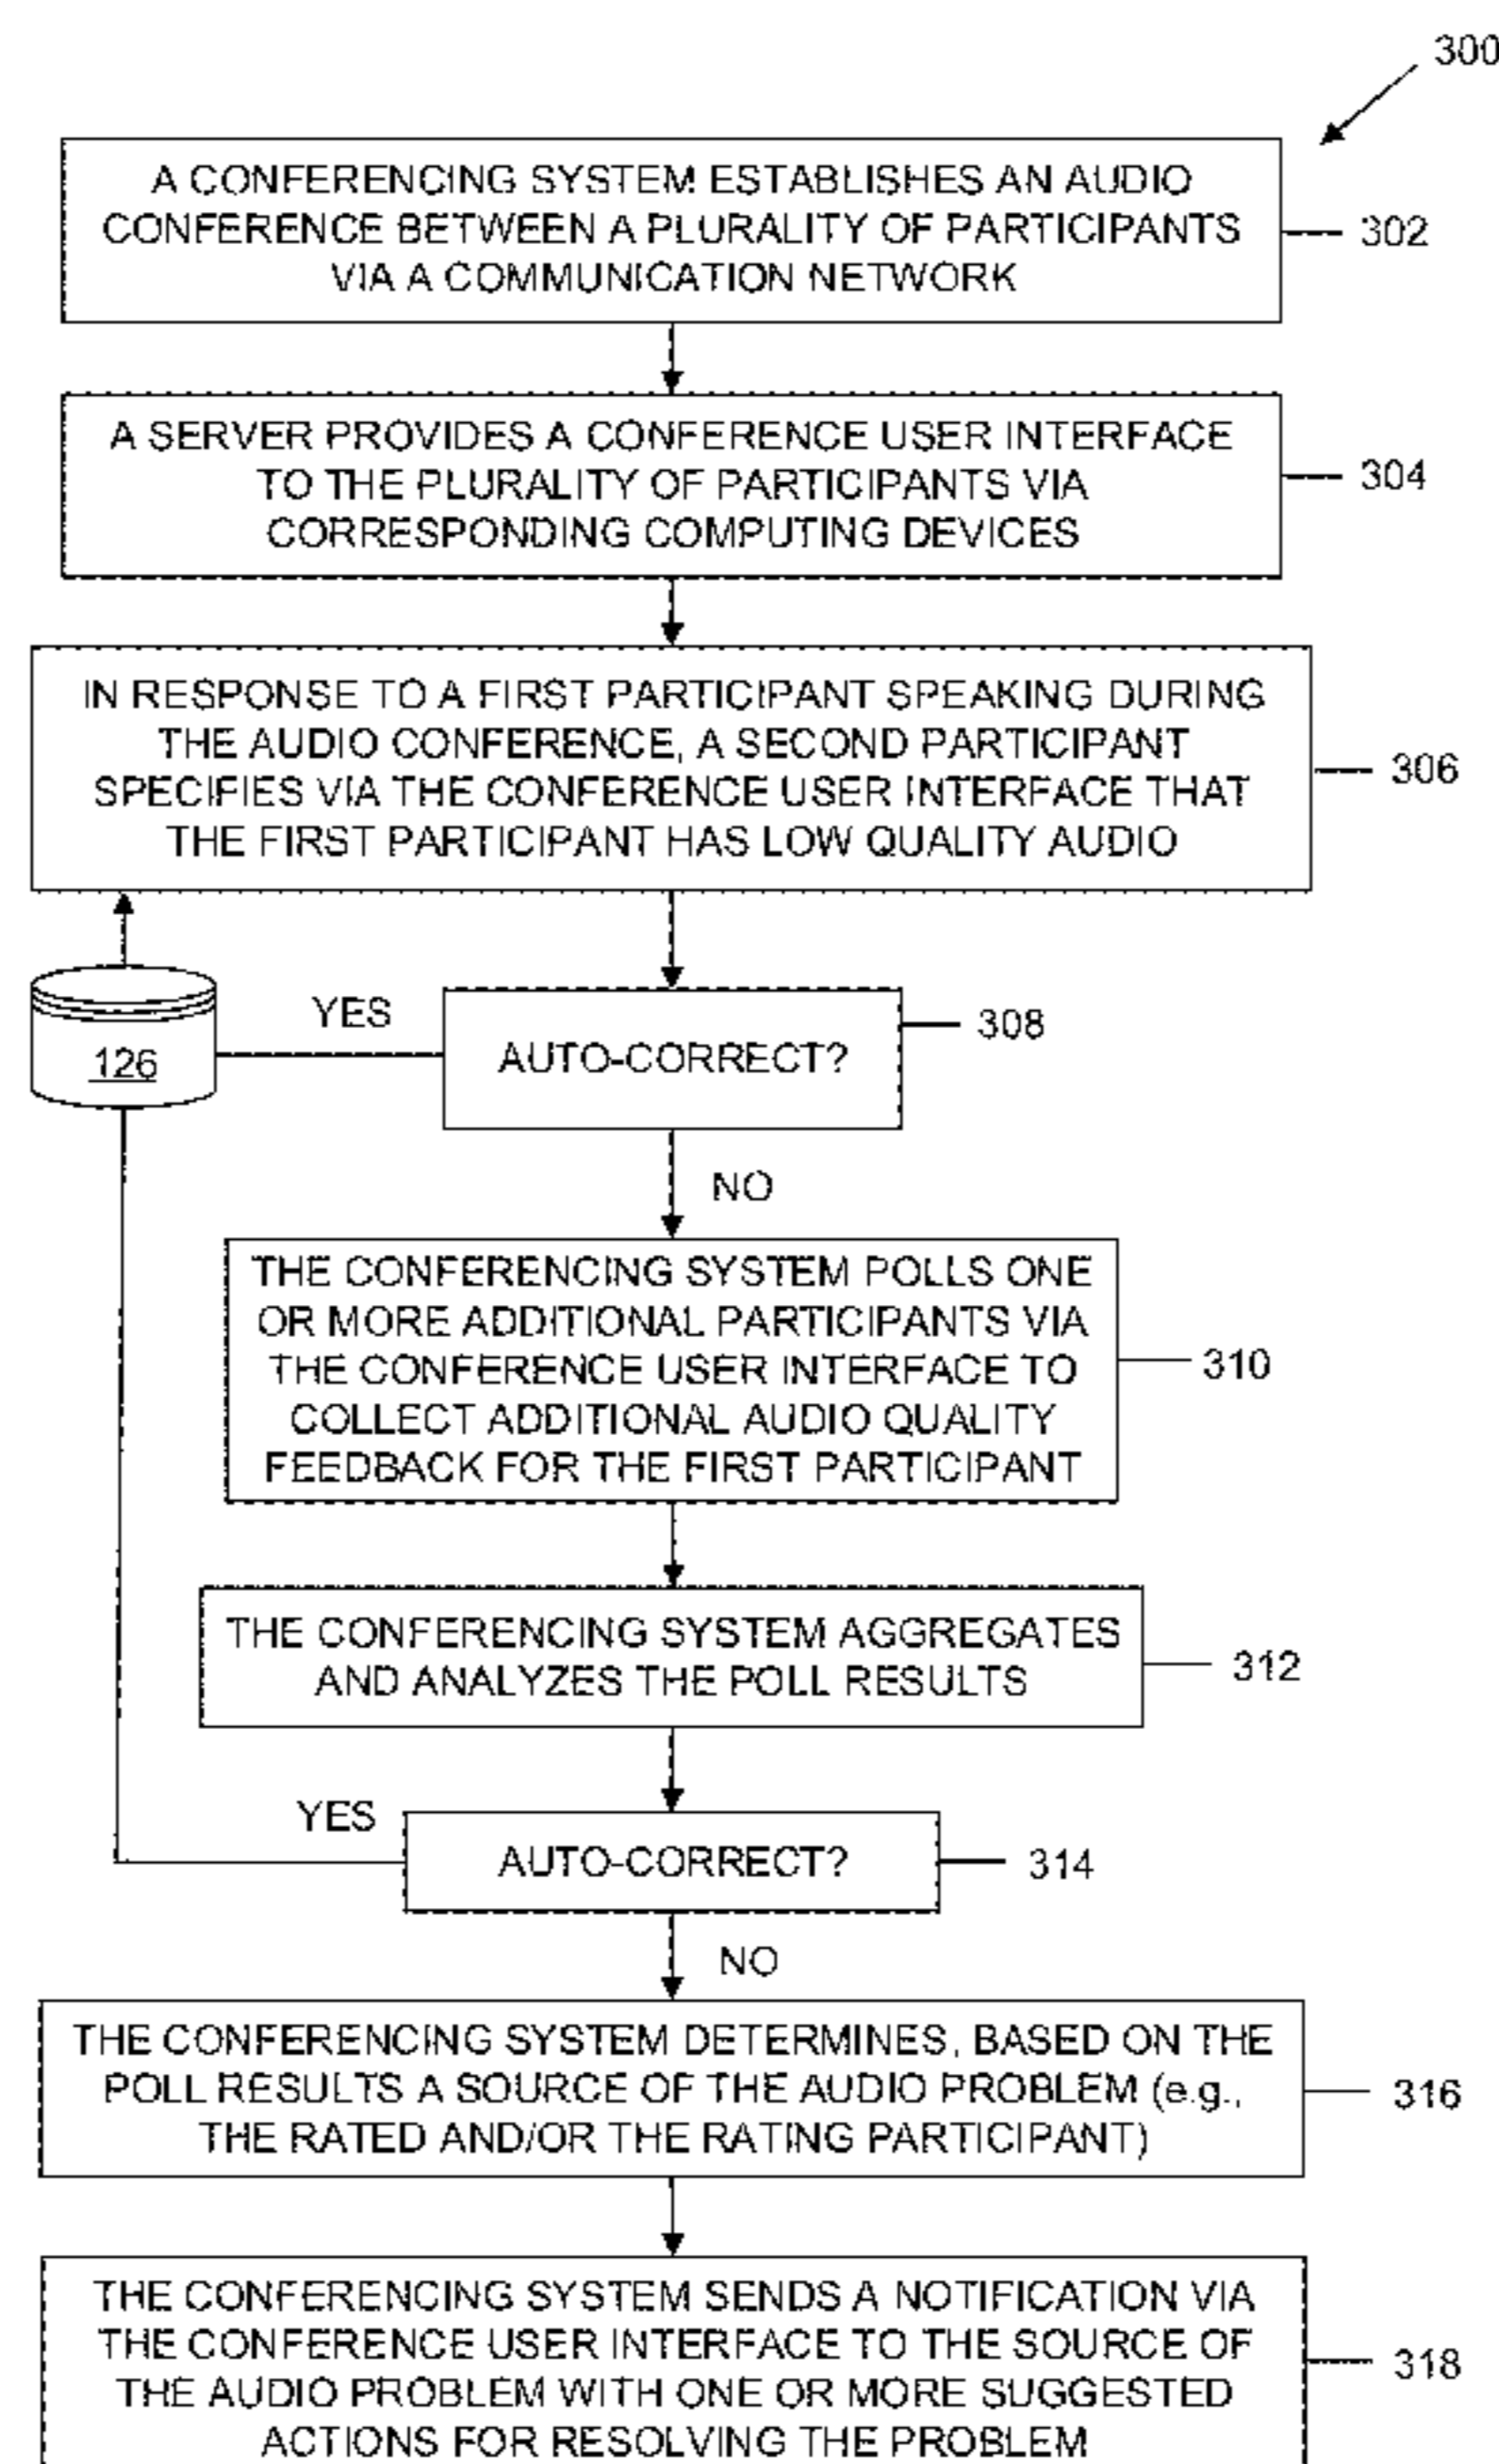 300
A CONFERENCING SYSTEM ESTABLISHES AN AUDIO
CONFERENCE BETWEEN A PLURALITY OF PARTICIPANTS
VIA A COMMUNICATION NETWORK
302
A SERVER PROVIDES A CONFERENCE USER INTERFACE
TO THE PLURALITY OF PARTICIPANTS VIA
CORRESPONDING COMPUTING DEVICES
304
IN RESPONSE TO A FIRST PARTICIPANT SPEAKING DURING
THE AUDIO CONFERENCE, A SECOND PARTICIPANT
SPECIFIES VIA THE CONFERENCE USER INTERFACE THAT
THE FIRST PARTICIPANT HAS LOW QUALITY AUDIO
306
126
YES
AUTO-CORRECT?
308
NO
THE CONFERENCING SYSTEM POLLS ONE
OR MORE ADDITIONAL PARTICIPANTS VIA
THE CONFERENCE USER INTERFACE TO
COLLECT ADDITIONAL AUDIO QUALITY
FEEDBACK FOR THE FIRST PARTICIPANT
310
THE CONFERENCING SYSTEM AGGREGATES
AND ANALYZES THE POLL RESULTS
312
YES
AUTO-CORRECT?
314
NO
THE CONFERENCING SYSTEM DETERMINES, BASED ON THE
POLL RESULTS A SOURCE OF THE AUDIO PROBLEM (e.g.,
THE RATED AND/OR THE RATING PARTICIPANT)
316
THE CONFERENCING SYSTEM SENDS A NOTIFICATION VIA
THE CONFERENCE USER INTERFACE TO THE SOURCE OF
THE AUDIO PROBLEM WITH ONE OR MORE SUGGESTED
ACTIONS FOR RESOLVING THE PROBLEM
318